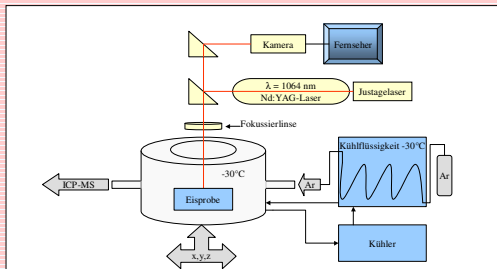 Kamera
Fernseher
λ = 1064 nm
Nd:YAG-Laser
Justagelaser
Fokussierlinse
-30°C
Kühlflüssigkeit -30°C
ICP-MS
Ar
Ar
Eisprobe
x,y,z
Kühler